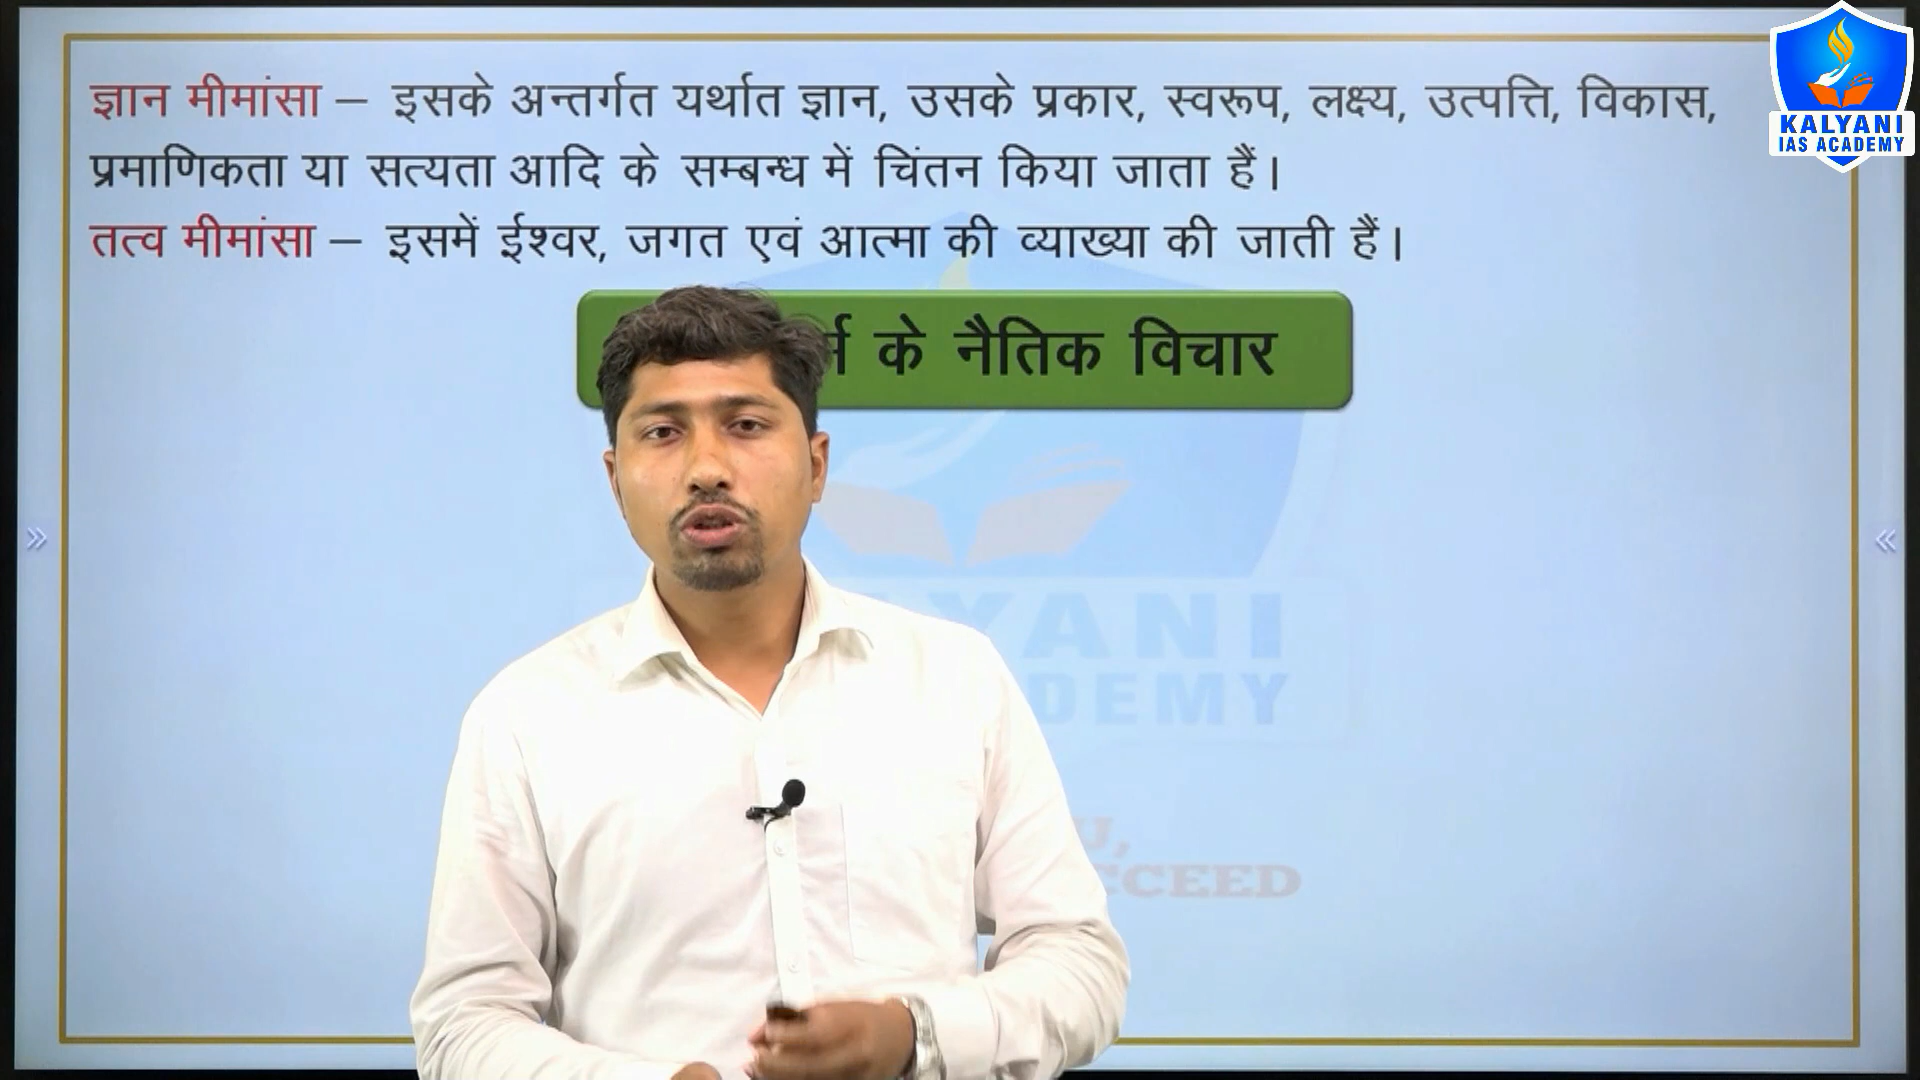 ज्ञान मीमांसा – इसके अन्तर्गत यर्थात ज्ञान, उसके प्रकार, स्वरूप, लक्ष्य, उत्पत्ति, विकास,
प्रमाणिकता या सत्यता आदि के सम्बन्ध में चिंतन किया जाता हैं।
तत्व मीमांसा – इसमें ईश्वर, जगत एवं आत्मा की व्याख्या की जाती हैं।
के नैतिक विचार
KALYANI
IAS ACADEMY